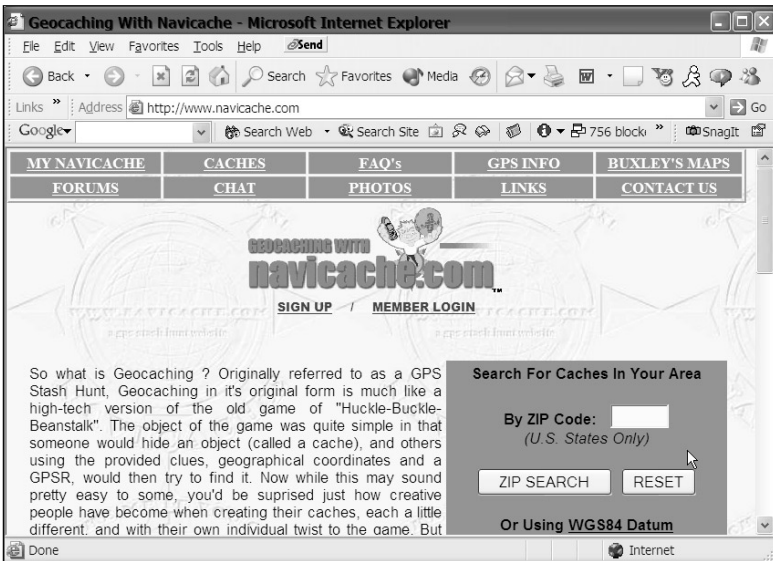 Geocaching With Navicache - Microsoft Internet Explorer
File Edit View Favorites Tools Help Send
Back Search Favorites Media
Links » Address http://www.navicache.com Go
Google Search Web Search Site 756 blocke » SnagIt
MY NAVICACHE CACHES FAQ's GPS INFO BUXLEY'S MAPS
FORUMS CHAT PHOTOS LINKS CONTACT US
GEOCACHING WITH
navicache.com™
SIGN UP / MEMBER LOGIN
So what is Geocaching ? Originally referred to as a GPS
Stash Hunt, Geocaching in it's original form is much like a
high-tech version of the old game of "Huckle-Buckle-
Beanstalk". The object of the game was quite simple in that
someone would hide an object (called a cache), and others
using the provided clues, geographical coordinates and a
GPSR, would then try to find it. Now while this may sound
pretty easy to some, you'd be suprised just how creative
people have become when creating their caches, each a little
different, and with their own individual twist to the game. But
Search For Caches In Your Area
By ZIP Code:
(U.S. States Only)
ZIP SEARCH RESET
Or Using WGS84 Datum
Done Internet